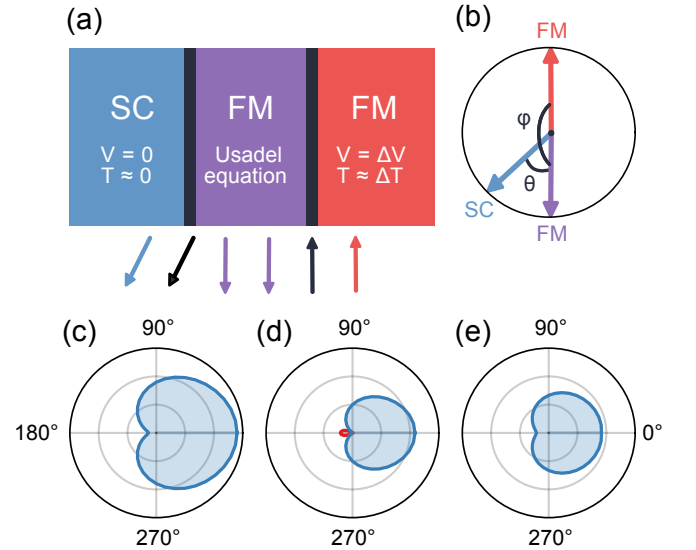 (a)
SC
V = 0
T ≈ 0
FM
Usadel
equation
FM
V = ΔV
T ≈ ΔT
(b)
FM
φ
θ
SC
FM
(c)
90°
180°
270°
(d)
90°
270°
(e)
90°
0°
270°